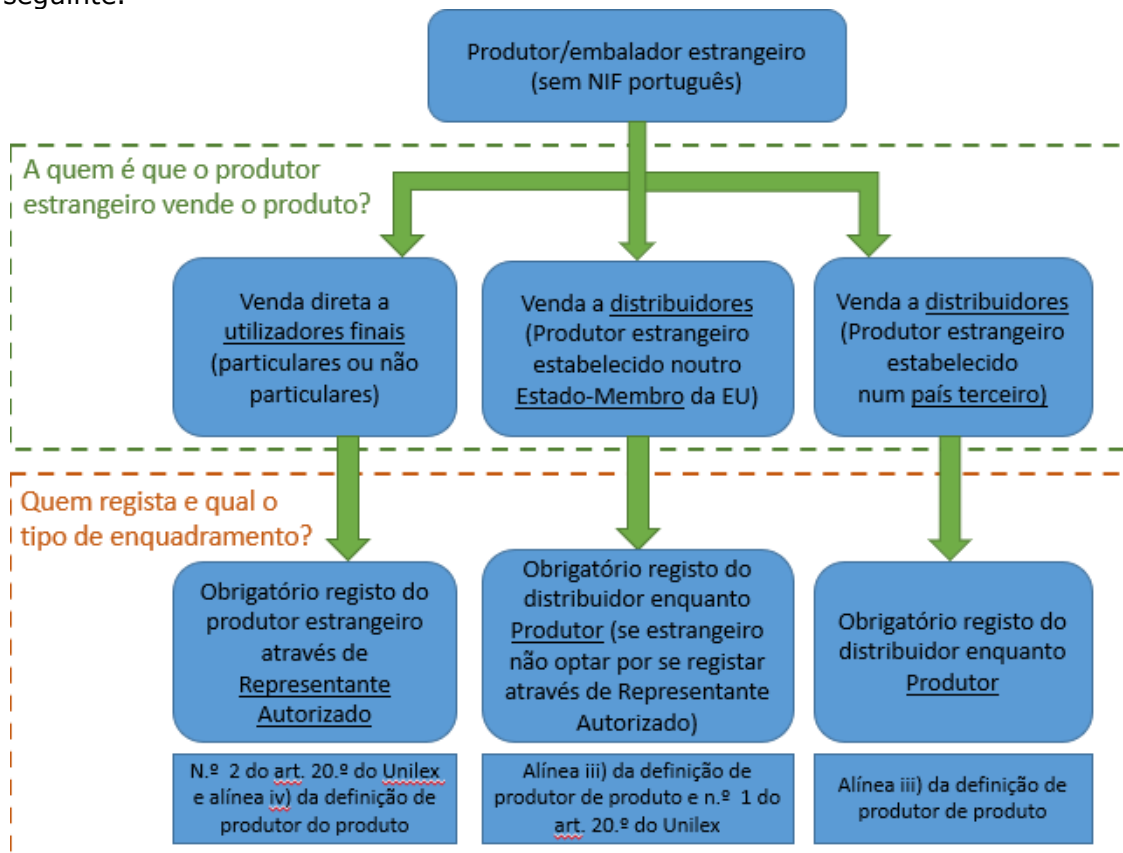 seguinte:
Produtor/embalador estrangeiro
(sem NIF português)
A quem é que o produtor
estrangeiro vende o produto?
Venda direta a
utilizadores finais
(particulares ou não
particulares)
Venda a distribuidores
(Produtor estrangeiro
estabelecido noutro
Estado-Membro da EU)
Venda a distribuidores
(Produtor estrangeiro
estabelecido
num país terceiro)
Quem regista e qual o
tipo de enquadramento?
Obrigatório registo do
produtor estrangeiro
através de
Representante
Autorizado
Obrigatório registo do
distribuidor enquanto
Produtor (se estrangeiro
não optar por se registar
através de Representante
Autorizado)
Obrigatório registo do
distribuidor enquanto
Produtor
N.º 2 do art. 20.º do Unilex
e alínea iv) da definição de
produtor do produto
Alínea iii) da definição de
produtor de produto e n.º 1 do
art. 20.º do Unilex
Alínea iii) da definição de
produtor de produto